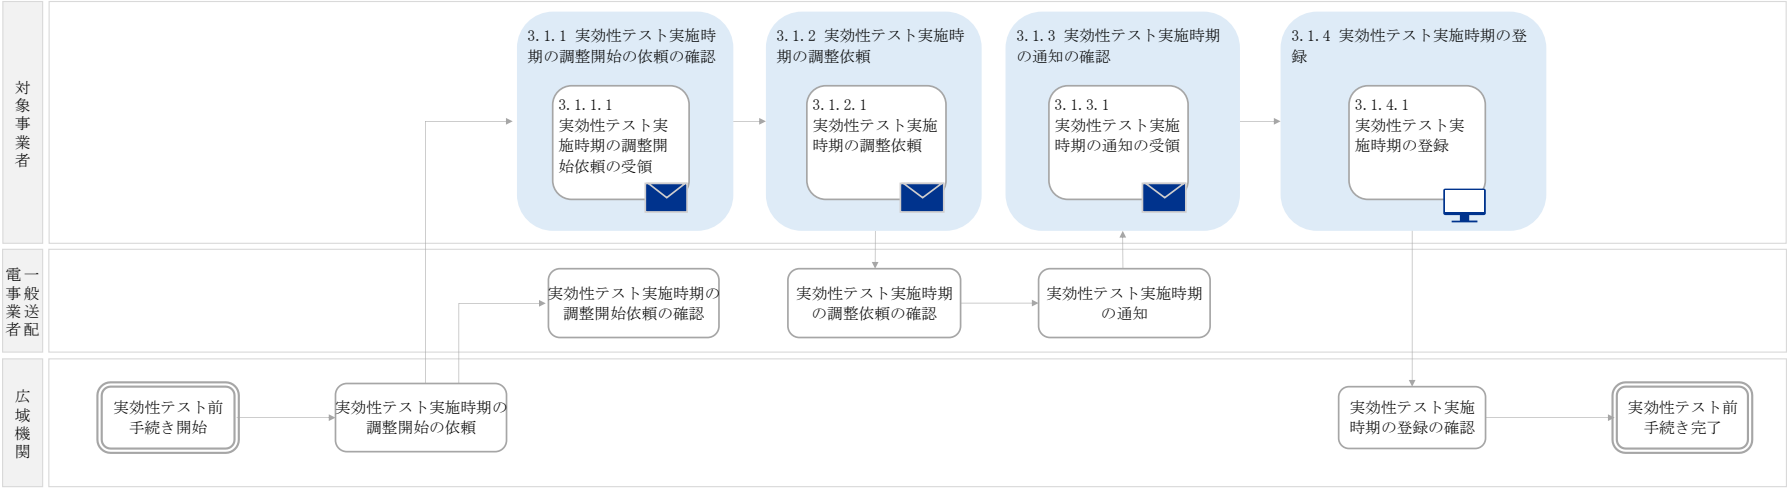 対象事業者
3.1.1 実効性テスト実施時
期の調整開始の依頼の確認
3.1.1.1
実効性テスト実
施時期の調整開
始依頼の受領
3.1.2 実効性テスト実施時
期の調整依頼
3.1.2.1
実効性テスト実施
時期の調整依頼
3.1.3 実効性テスト実施時期
の通知の確認
3.1.3.1
実効性テスト実施
時期の通知の受領
3.1.4 実効性テスト実施時期の登
録
3.1.4.1
実効性テスト実
施時期の登録
一般送配
電事業者
実効性テスト実施時期の
調整開始依頼の確認
実効性テスト実施時期
の調整依頼の確認
実効性テスト実施時期
の通知
広域機関
実効性テスト前
手続き開始
実効性テスト実施時期の
調整開始の依頼
実効性テスト実施
時期の登録の確認
実効性テスト前
手続き完了